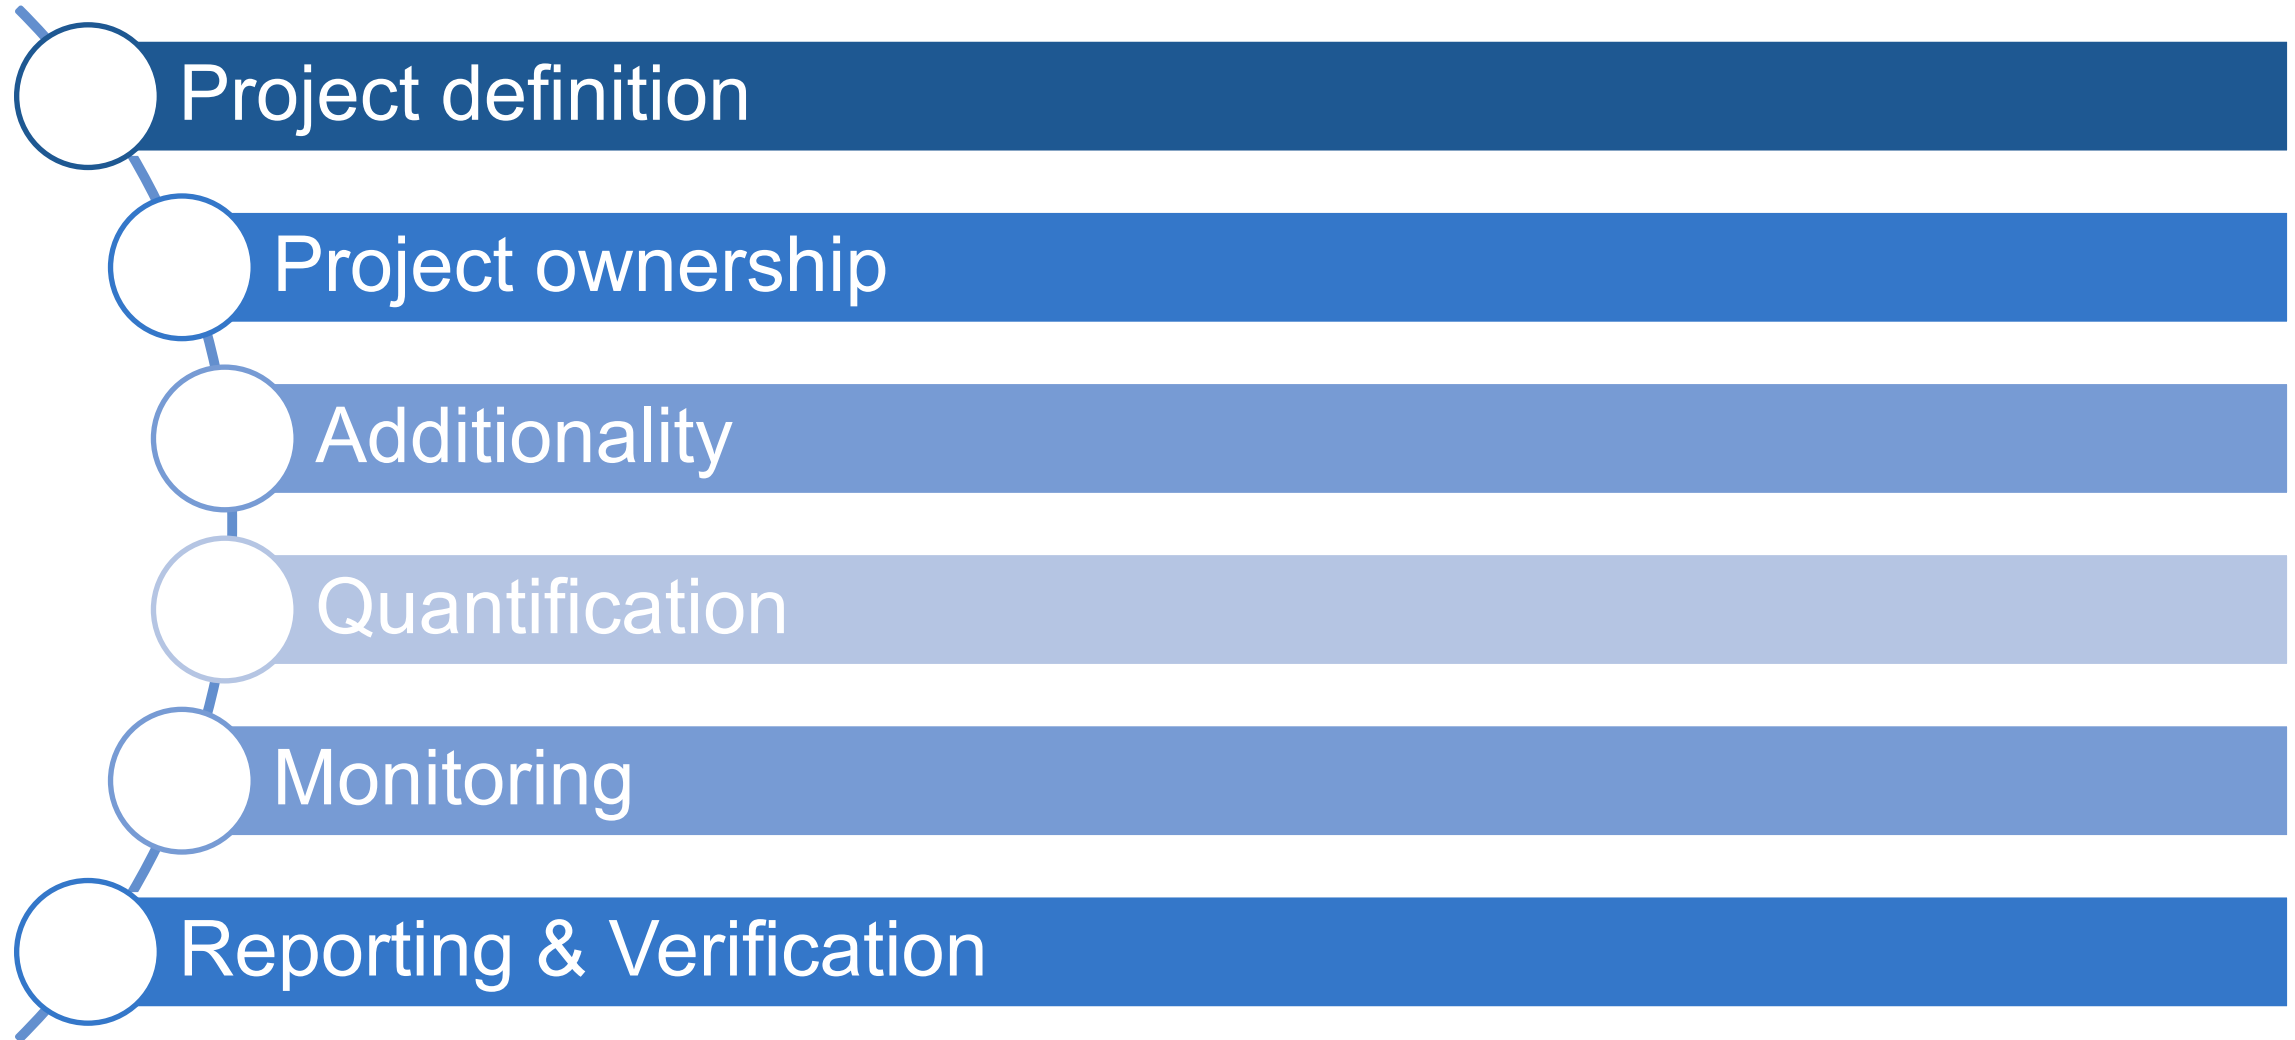 Project definition
Project ownership
Additionality
Quantification
Monitoring
Reporting & Verification